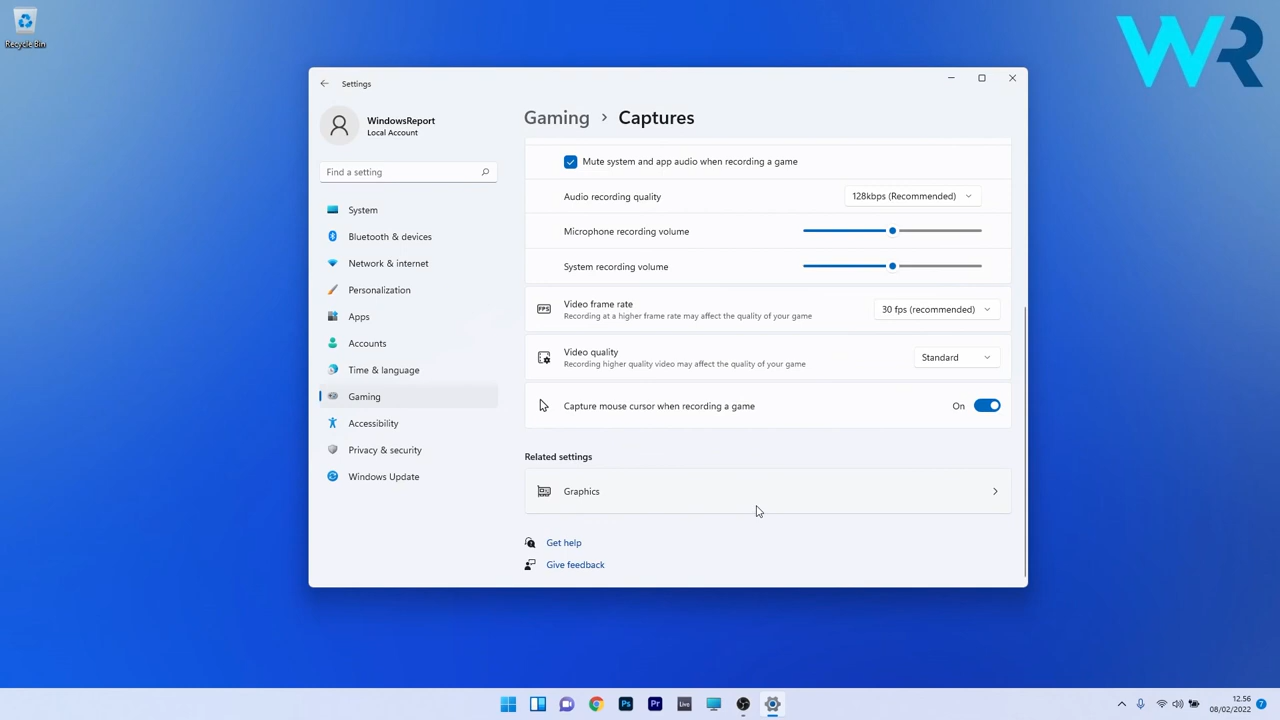 Recycle Bin
WR
Settings
WindowsReport
Local Account
Find a setting
System
Bluetooth & devices
Network & internet
Personalization
Apps
Accounts
Time & language
Gaming
Accessibility
Privacy & security
Windows Update
Gaming > Captures
Mute system and app audio when recording a game
Audio recording quality 128kbps (Recommended)
Microphone recording volume
System recording volume
FPS
Video frame rate
Recording at a higher frame rate may affect the quality of your game
30 fps (recommended)
Video quality
Recording higher quality video may affect the quality of your game
Standard
Capture mouse cursor when recording a game On
Related settings
Graphics
Get help
Give feedback
Ps
Pr
Live
12.56
08/02/2022
7